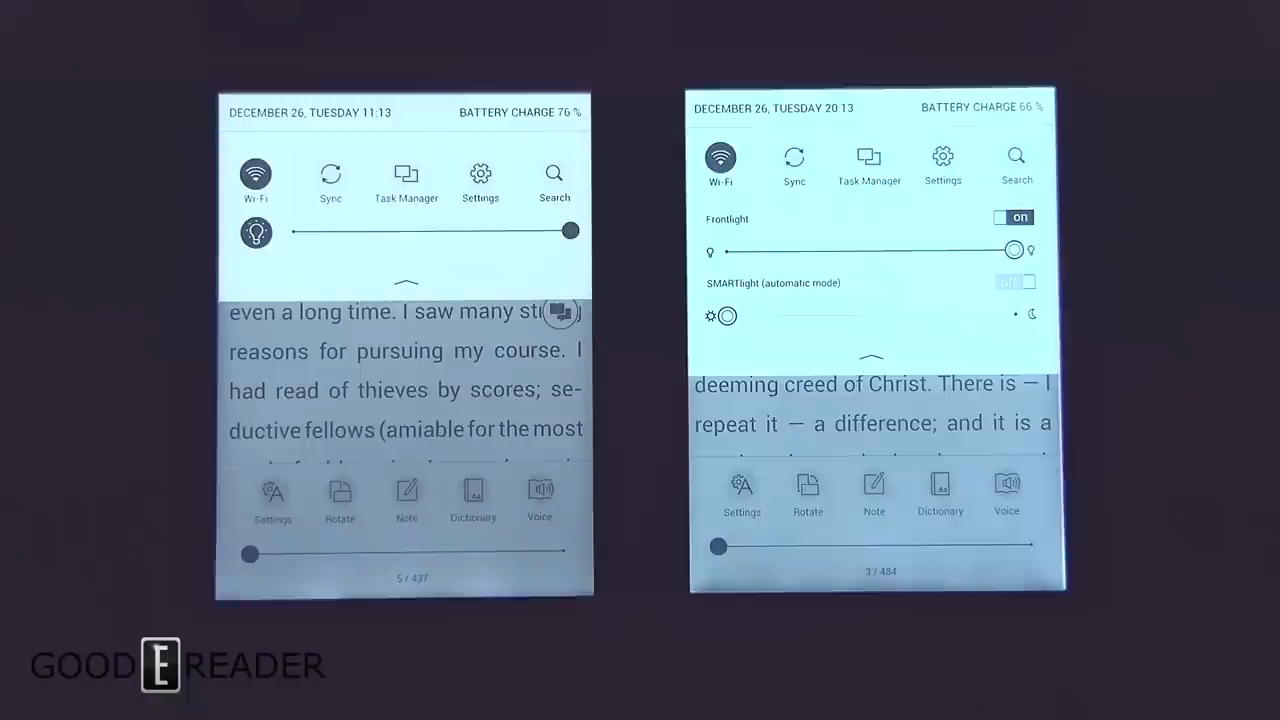 DECEMBER 26, TUESDAY 11:13 BATTERY CHARGE 76 %
Wi-Fi Sync Task Manager Settings Search
even a long time. I saw many
reasons for pursuing my course. I
had read of thieves by scores; se-
ductive fellows (amiable for the most
Settings Rotate Note Dictionary Voice
5 / 437
DECEMBER 26, TUESDAY 20:13 BATTERY CHARGE 66 %
Wi-Fi Sync Task Manager Settings Search
Frontlight on
SMARTlight (automatic mode) off
deeming creed of Christ. There is — I
repeat it — a difference; and it is a
Settings Rotate Note Dictionary Voice
3 / 484
GOOD E READER